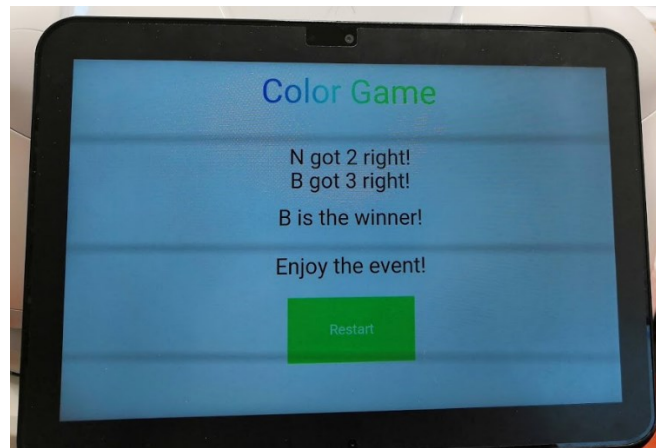 Color Game
N got 2 right!
B got 3 right!
B is the winner!
Enjoy the event!
Restart